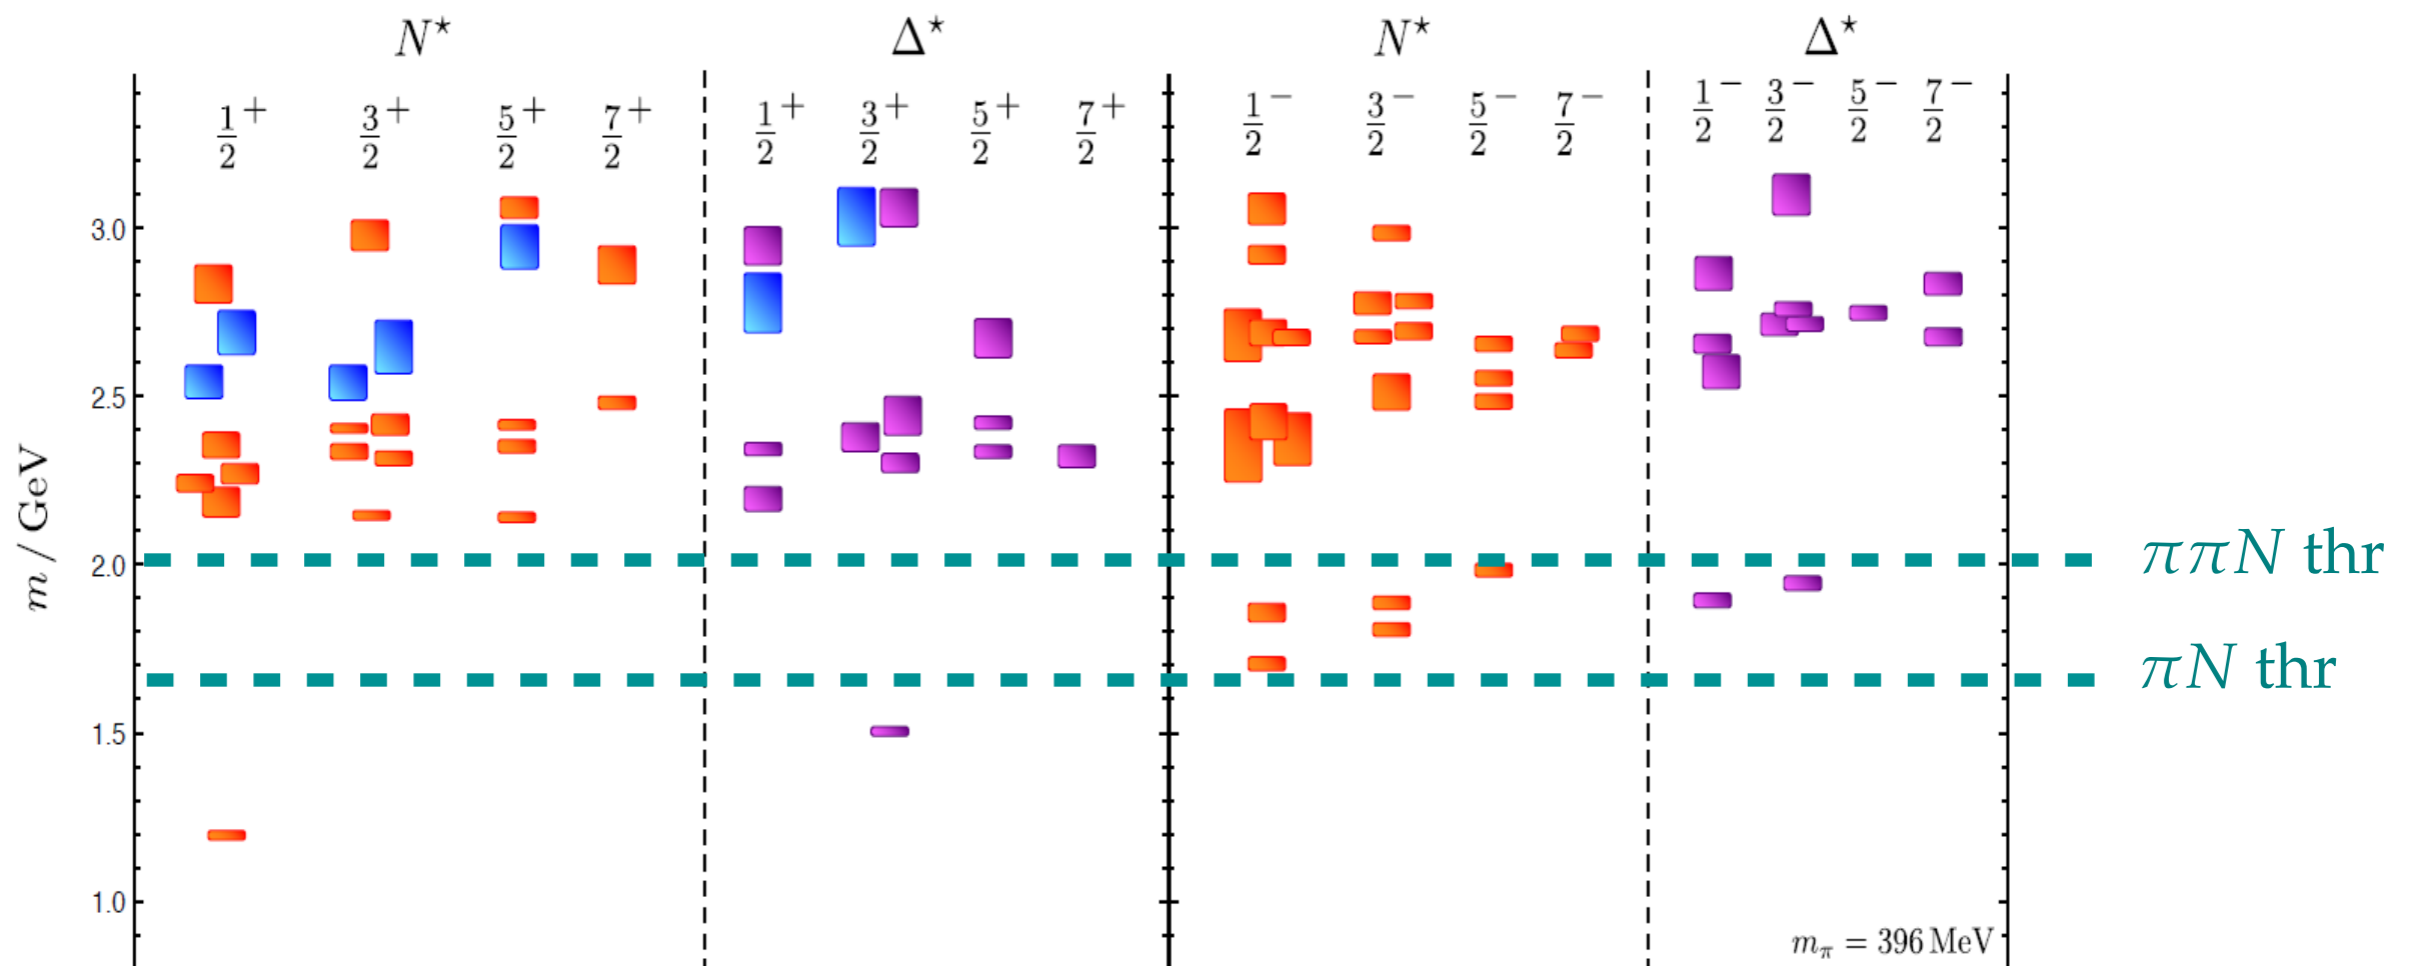 N* Δ* N* Δ*
1/2+ 3/2+ 5/2+ 7/2+ 1/2+ 3/2+ 5/2+ 7/2+ 1/2− 3/2− 5/2− 7/2− 1/2− 3/2− 5/2− 7/2−
3.0
2.5
m / GeV
2.0
ππN thr
πN thr
1.5
1.0
mπ = 396 MeV